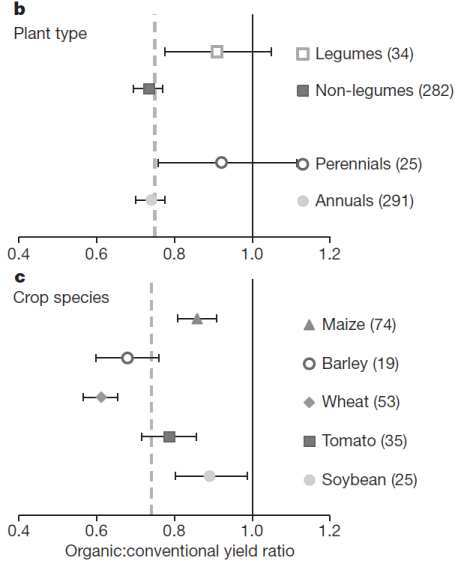 b
Plant type
Legumes (34)
Non-legumes (282)
Perennials (25)
Annuals (291)
0.4 0.6 0.8 1.0 1.2
c
Crop species
Maize (74)
Barley (19)
Wheat (53)
Tomato (35)
Soybean (25)
0.4 0.6 0.8 1.0 1.2
Organic:conventional yield ratio